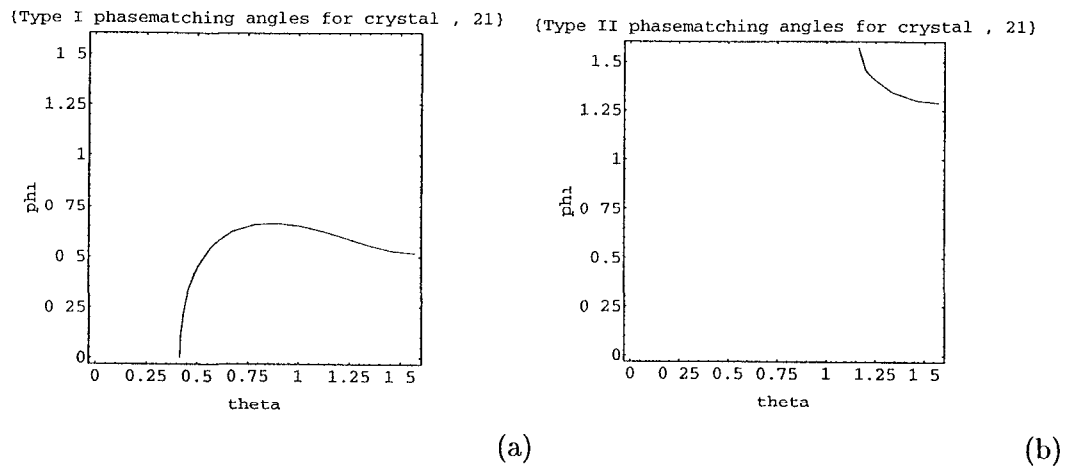 {Type I phasematching angles for crystal , 21}
1 5
1.25
1
0 75
0 5
0 25
0
phi
0 0.25 0.5 0.75 1 1.25 1 5
theta
(a)
{Type II phasematching angles for crystal , 21}
1.5
1.25
1
0 75
0.5
0 25
0
phi
0 0 25 0.5 0.75 1 1.25 1 5
theta
(b)